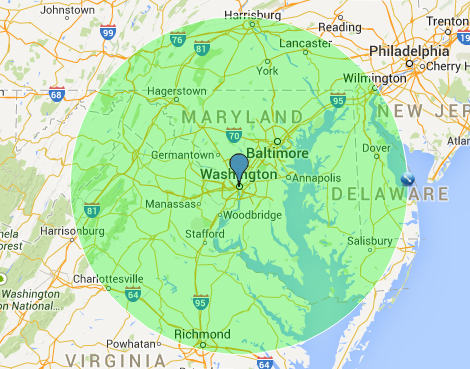 Johnstown
Harrisburg
99
76
81
Reading
Trenton
Lancaster
Philadelphia
York
Cherry H
Wilmington
68
Hagerstown
95
MARYLAND
NEW JER
70
Baltimore
Germantown
Dover
Washington
Annapolis
DELAWARE
81
Manassas
Woodbridge
Harrisonburg
Stafford
Salisbury
Charlottesville
64
Washington
on National...
95
Richmond
Powhatan
64
VIRGINIA